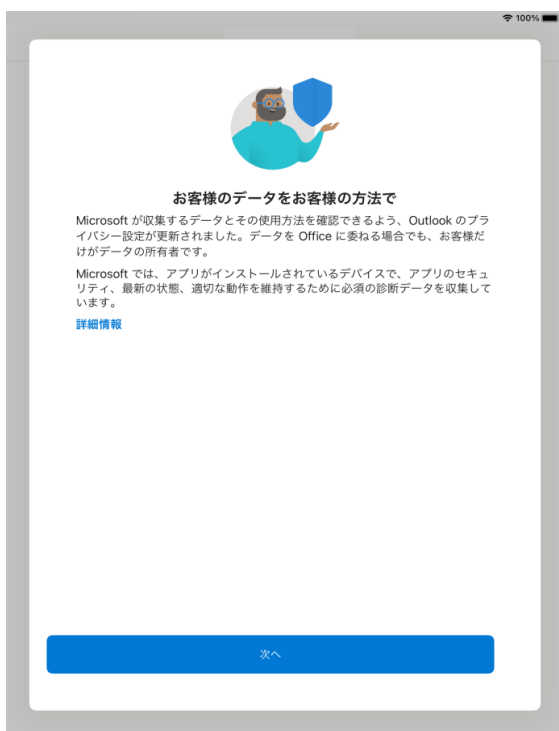 100%
お客様のデータをお客様の方法で
Microsoft が収集するデータとその使用方法を確認できるよう、Outlook のプラ
イバシー設定が更新されました。データを Office に委ねる場合でも、お客様だ
けがデータの所有者です。
Microsoft では、アプリがインストールされているデバイスで、アプリのセキュ
リティ、最新の状態、適切な動作を維持するために必須の診断データを収集して
います。
詳細情報
次へ